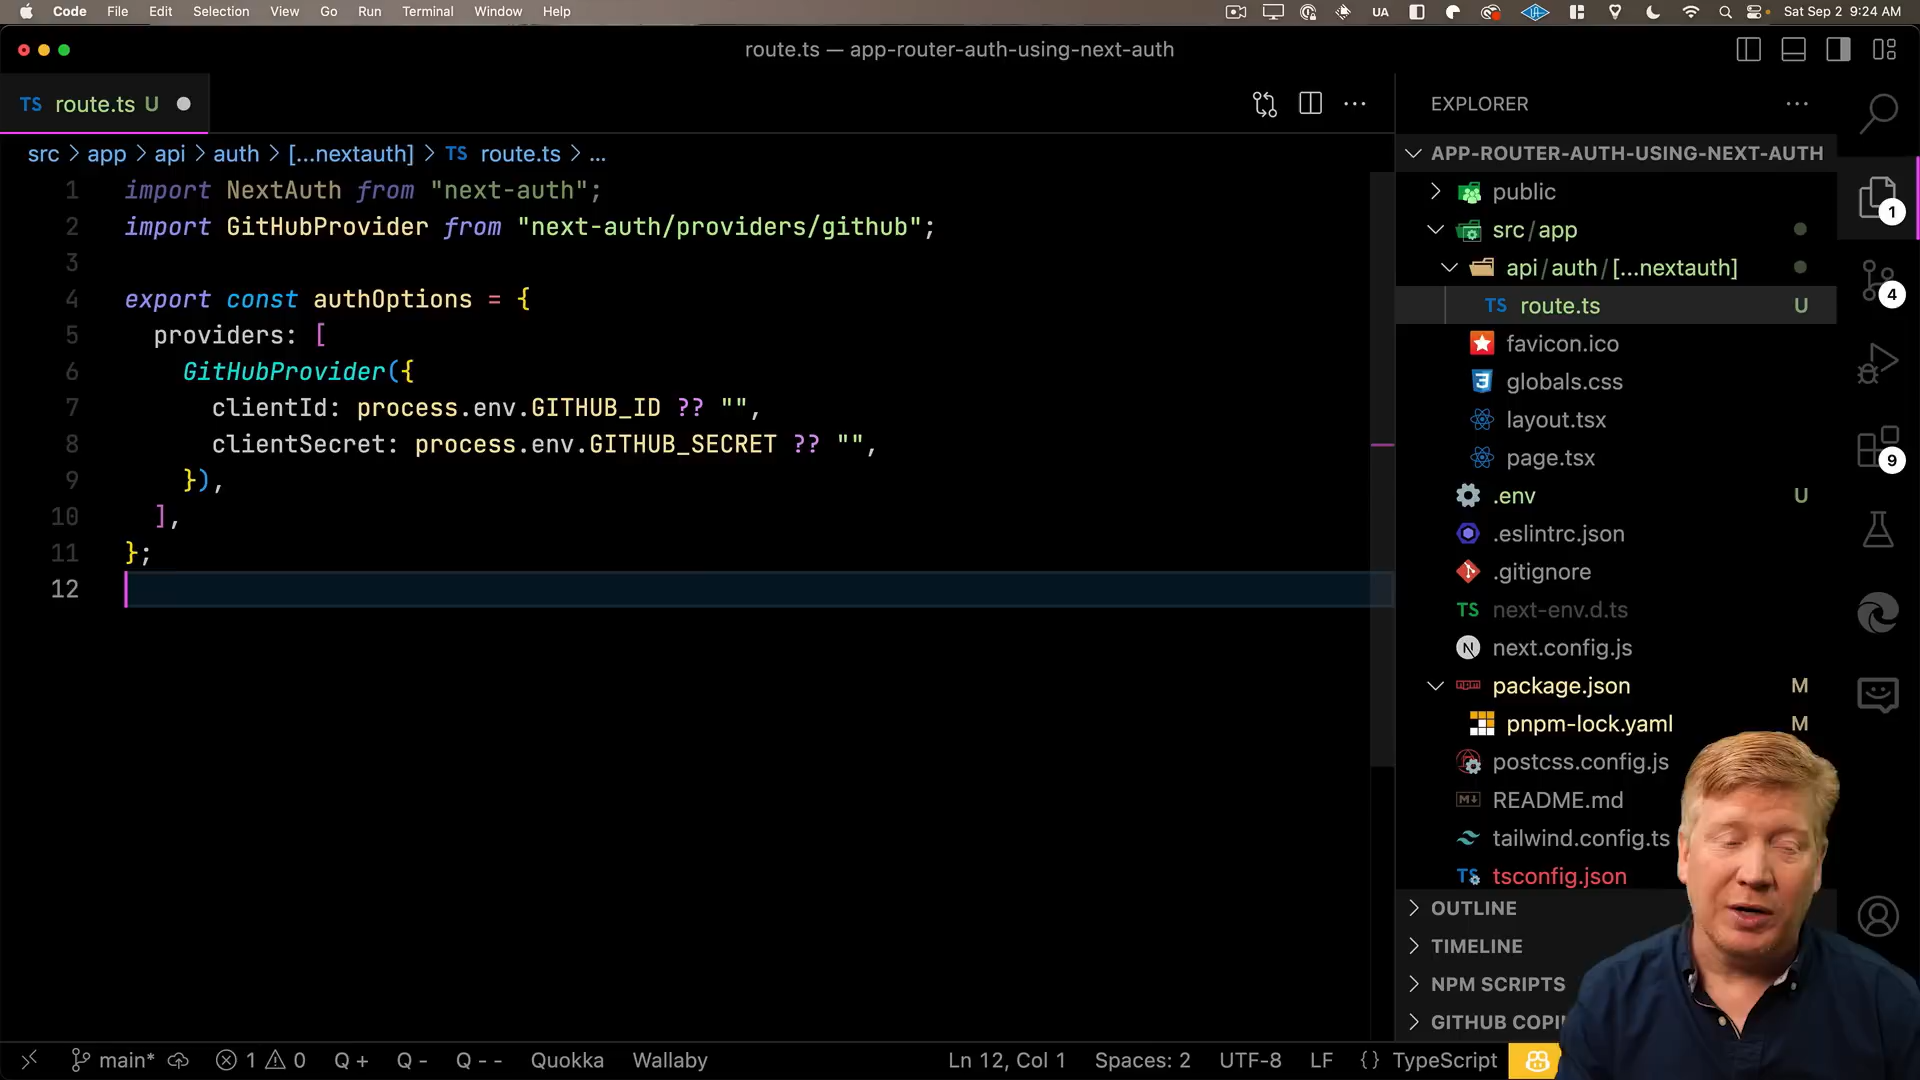 Code File Edit Selection View Go Run Terminal Window Help UA Sat Sep 2 9:24 AM
route.ts — app-router-auth-using-next-auth
TS route.ts U
src > app > api > auth > [...nextauth] > TS route.ts > ...
1 import NextAuth from "next-auth";
2 import GitHubProvider from "next-auth/providers/github";
3
4 export const authOptions = {
5 providers: [
6 GitHubProvider({
7 clientId: process.env.GITHUB_ID ?? "",
8 clientSecret: process.env.GITHUB_SECRET ?? "",
9 }),
10 ],
11 };
12
EXPLORER
APP-ROUTER-AUTH-USING-NEXT-AUTH
public
src/app
api/auth/[...nextauth]
TS route.ts U
favicon.ico
globals.css
layout.tsx
page.tsx
.env U
.eslintrc.json
.gitignore
TS next-env.d.ts
N next.config.js
package.json M
pnpm-lock.yaml M
postcss.config.js
README.md
tailwind.config.ts
TS tsconfig.json
OUTLINE
TIMELINE
NPM SCRIPTS
GITHUB
1
4
9
main* 1 0 Q + Q - Q - - Quokka Wallaby Ln 12, Col 1 Spaces: 2 UTF-8 LF {} TypeScript